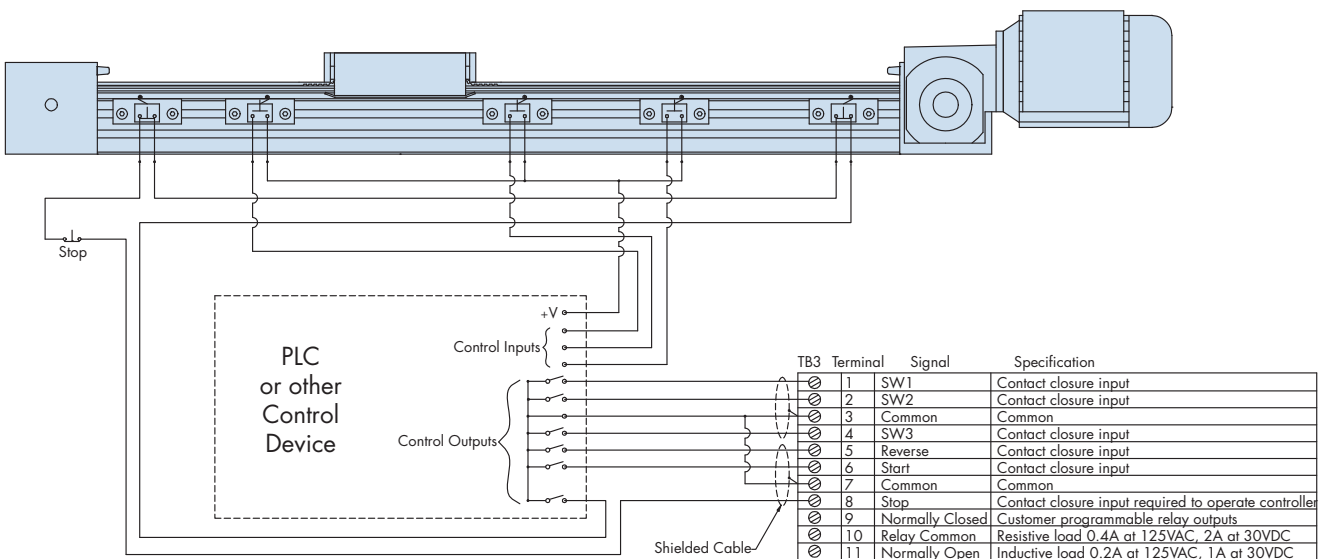 Stop
+V
Control Inputs
PLC
or other
Control
Device
Control Outputs
Shielded Cable
TB3 Terminal Signal Specification
1 SW1 Contact closure input
2 SW2 Contact closure input
3 Common Common
4 SW3 Contact closure input
5 Reverse Contact closure input
6 Start Contact closure input
7 Common Common
8 Stop Contact closure input required to operate controller
9 Normally Closed Customer programmable relay outputs
10 Relay Common Resistive load 0.4A at 125VAC, 2A at 30VDC
11 Normally Open Inductive load 0.2A at 125VAC, 1A at 30VDC